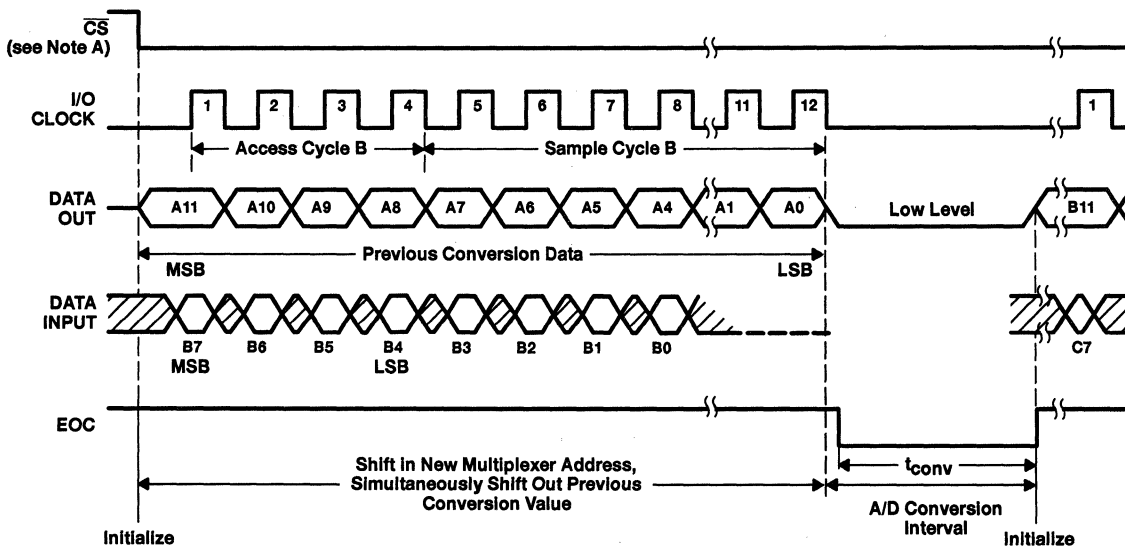 CS
(see Note A)
I/O
CLOCK
1 2 3 4 5 6 7 8 11 12 1
Access Cycle B Sample Cycle B
DATA
OUT
A11 A10 A9 A8 A7 A6 A5 A4 A1 A0 Low Level B11
Previous Conversion Data
MSB LSB
DATA
INPUT
B7 B6 B5 B4 B3 B2 B1 B0 C7
MSB LSB
EOC
tconv
Shift in New Multiplexer Address,
Simultaneously Shift Out Previous
Conversion Value
A/D Conversion
Interval
Initialize Initialize